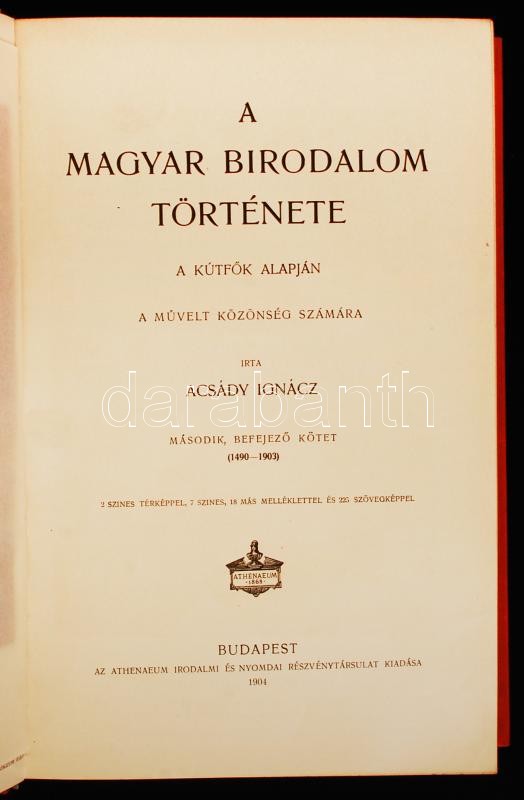 A
MAGYAR BIRODALOM
TÖRTÉNETE
A KÚTFŐK ALAPJÁN
A MŰVELT KÖZÖNSÉG SZÁMÁRA
IRTA
ACSÁDY IGNÁCZ
darabanth
MÁSODIK, BEFEJEZŐ KÖTET
(1490—1903)
2 SZINES TÉRKÉPPEL, 7 SZINES, 18 MÁS MELLÉKLETTEL ÉS 225 SZÖVEGKÉPPEL
ATHENAEUM
·1868·
BUDAPEST
AZ ATHENAEUM IRODALMI ÉS NYOMDAI RÉSZVÉNYTÁRSULAT KIADÁSA
1904